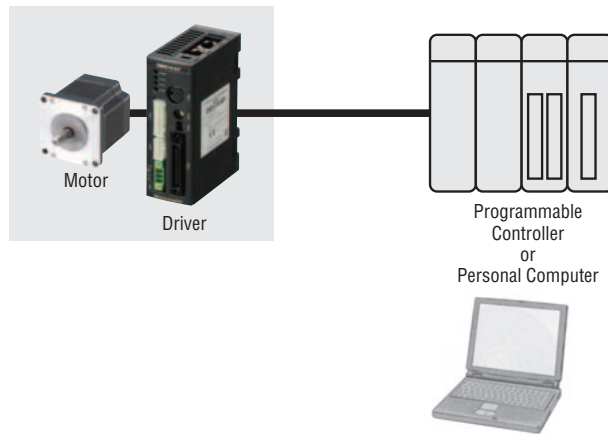 Motor
Driver
Programmable
Controller
or
Personal Computer